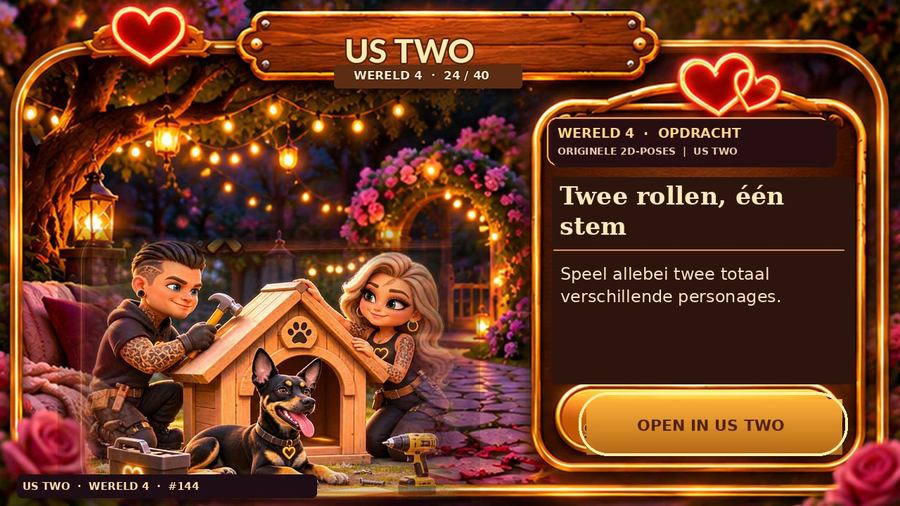 US TWO
WERELD 4 · 24 / 40
WERELD 4 · OPDRACHT
ORIGINELE 2D-POSES | US TWO
Twee rollen, één
stem
Speel allebei twee totaal
verschillende personages.
OPEN IN US TWO
US TWO · WERELD 4 · #144